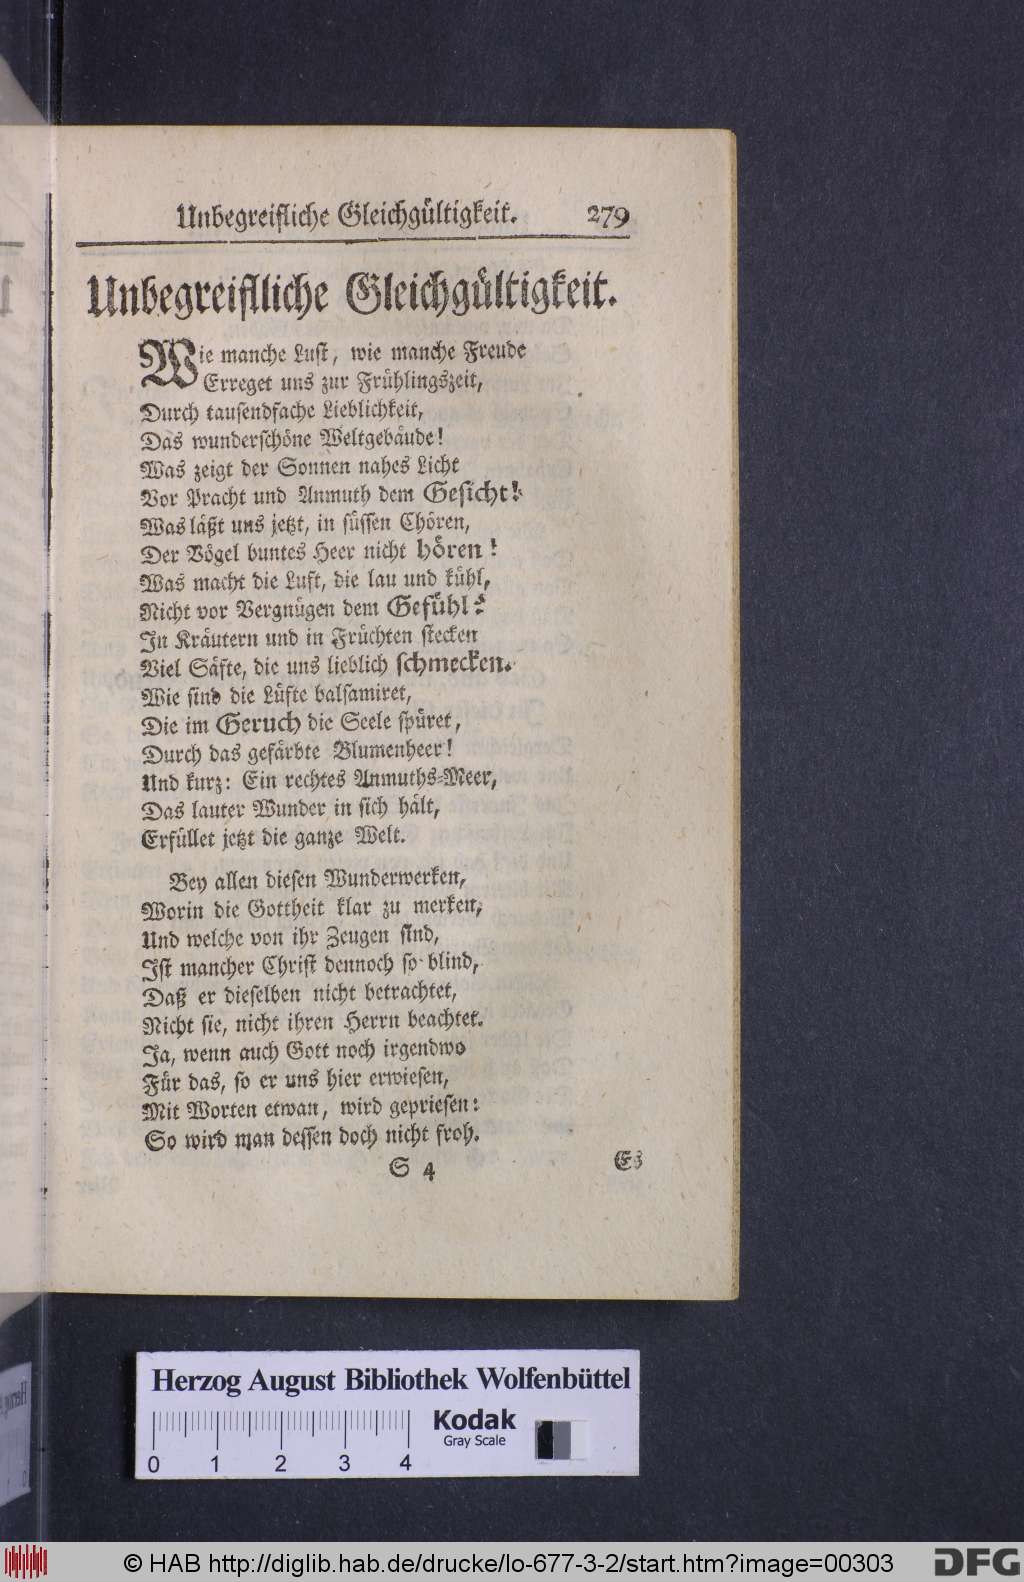 Unbegreifliche Gleichgültigkeit. 279
Unbegreiflliche Gleichgültigkeit.
Wie manche Lust, wie manche Freude
Erreget uns zur Frühlingszeit,
Durch tausendfache Lieblichkeit,
Das wunderschöne Weltgebäude!
Was zeigt der Sonnen nahes Licht
Vor Pracht und Anmuth dem Gesicht!
Was läßt uns jetzt, in süssen Chören,
Der Vögel buntes Heer nicht hören!
Was macht die Luft, die lau und kühl,
Nicht vor Vergnügen dem Gefühl?
In Kräutern und in Früchten stecken
Viel Säfte, die uns lieblich schmecken.
Wie sind die Lüfte balsamiret,
Die im Geruch die Seele spüret,
Durch das gefärbte Blumenheer!
Und kurz: Ein rechtes Anmuths-Meer,
Das lauter Wunder in sich hält,
Erfüllet jetzt die ganze Welt.
Bey allen diesen Wunderwerken,
Worin die Gottheit klar zu merken,
Und welche von ihr Zeugen sind,
Ist mancher Christ dennoch so blind,
Daß er dieselben nicht betrachtet,
Nicht sie, nicht ihren Herrn beachtet.
Ja, wenn auch Gott noch irgendwo
Für das, so er uns hier erwiesen,
Mit Worten etwan, wird gepriesen:
So wird man dessen doch nicht froh.
S 4 Es
Herzog August Bibliothek Wolfenbüttel
Kodak
Gray Scale
0 1 2 3 4
© HAB http://diglib.hab.de/drucke/lo-677-3-2/start.htm?image=00303
DFG